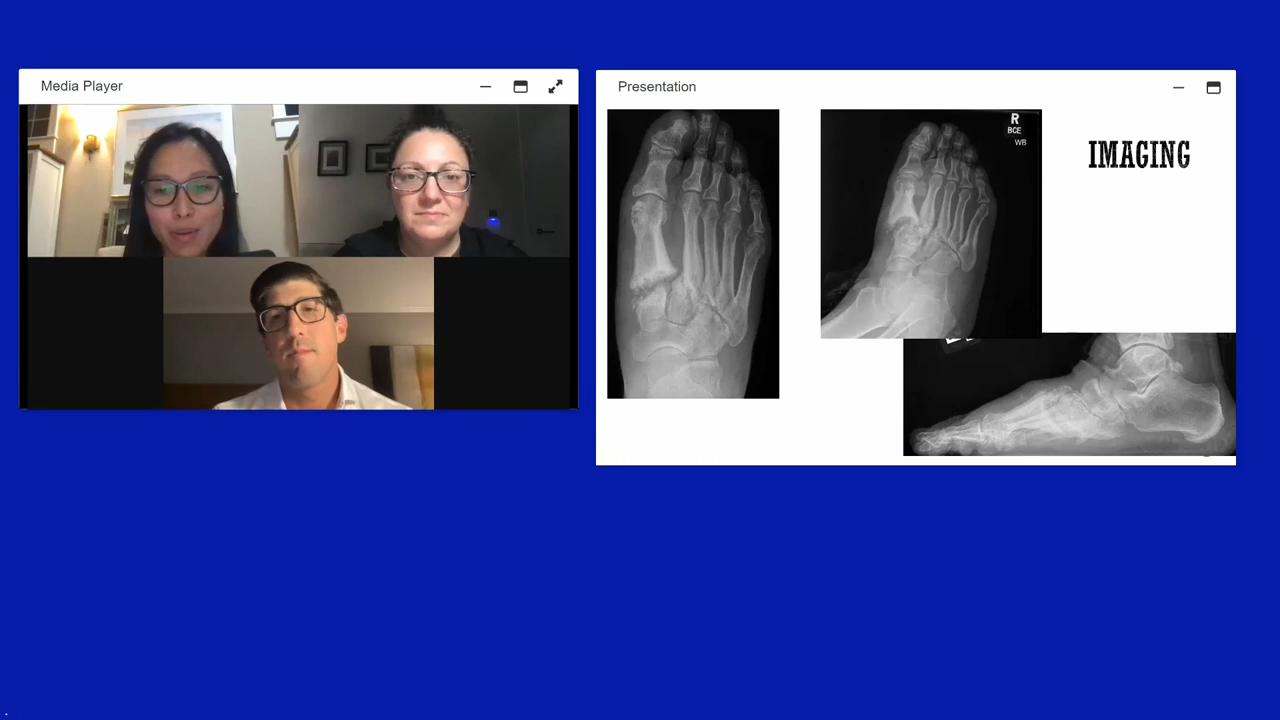 Media Player
Presentation
R
BCE
WB
IMAGING